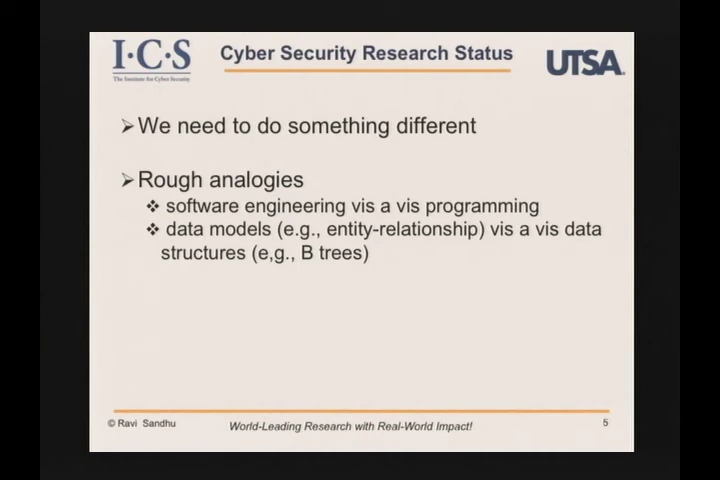 I·C·S
The Institute for Cyber Security
Cyber Security Research Status
UTSA
We need to do something different
Rough analogies
software engineering vis a vis programming
data models (e.g., entity-relationship) vis a vis data
structures (e,g., B trees)
© Ravi Sandhu
World-Leading Research with Real-World Impact!
5